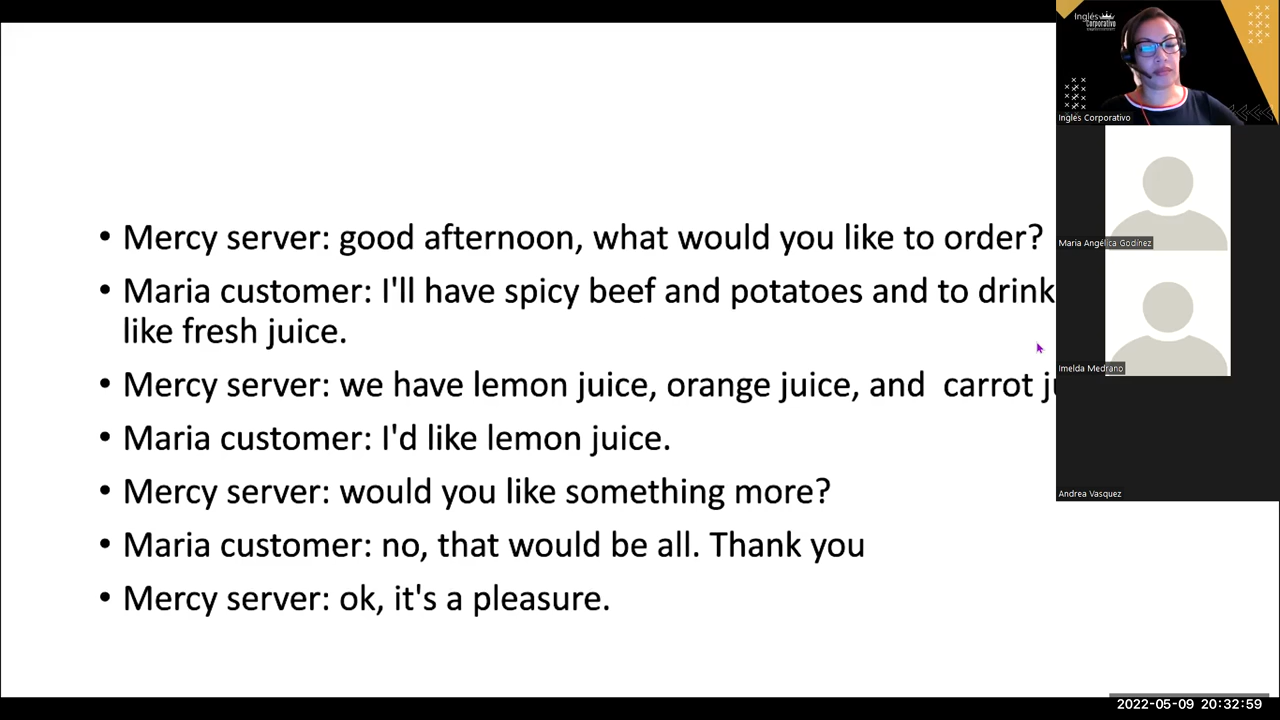 Inglés
Corporativo
Inglés Corporativo
• Mercy server: good afternoon, what would you like to order?
• Maria customer: I'll have spicy beef and potatoes and to drink
like fresh juice.
• Mercy server: we have lemon juice, orange juice, and carrot
• Maria customer: I'd like lemon juice.
• Mercy server: would you like something more?
• Maria customer: no, that would be all. Thank you
• Mercy server: ok, it's a pleasure.
Maria Angélica Godínez
Imelda Medrano
Andrea Vasquez
2022-05-09 20:32:59